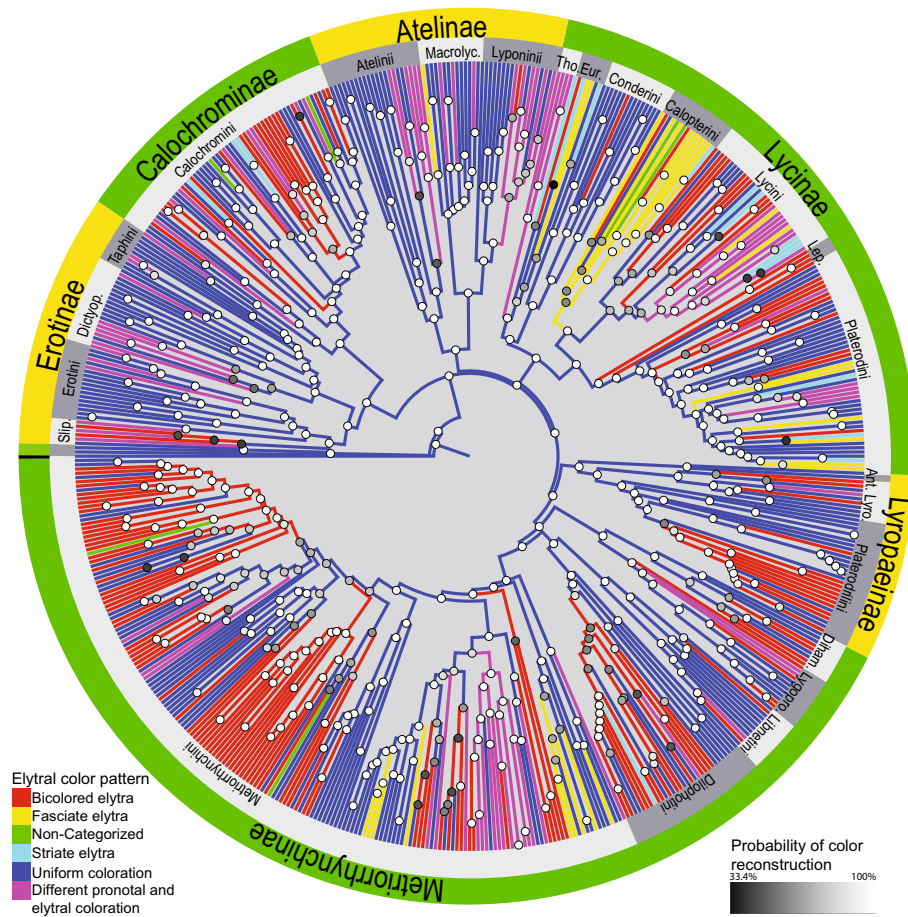 Atelinae
Atelinii
Macrolyc.
Lyponinii
Tho.
Eur.
Conderini
Calopterini
Lycinae
Lycini
Lep.
Platerodini
Ant.
Lyro.
Lyropaeinae
Platerodrilini
Diham.
Lygopro
Libnetini
Dilophotini
Metriorrhynchinae
Metriorrhynchini
Slip.
Erotini
Erotinae
Dictyop.
Taphini
Calochrominae
Calochromini
Elytral color pattern
Bicolored elytra
Fasciate elytra
Non-Categorized
Striate elytra
Uniform coloration
Different pronotal and
elytral coloration
Probability of color
reconstruction
33.4%
100%